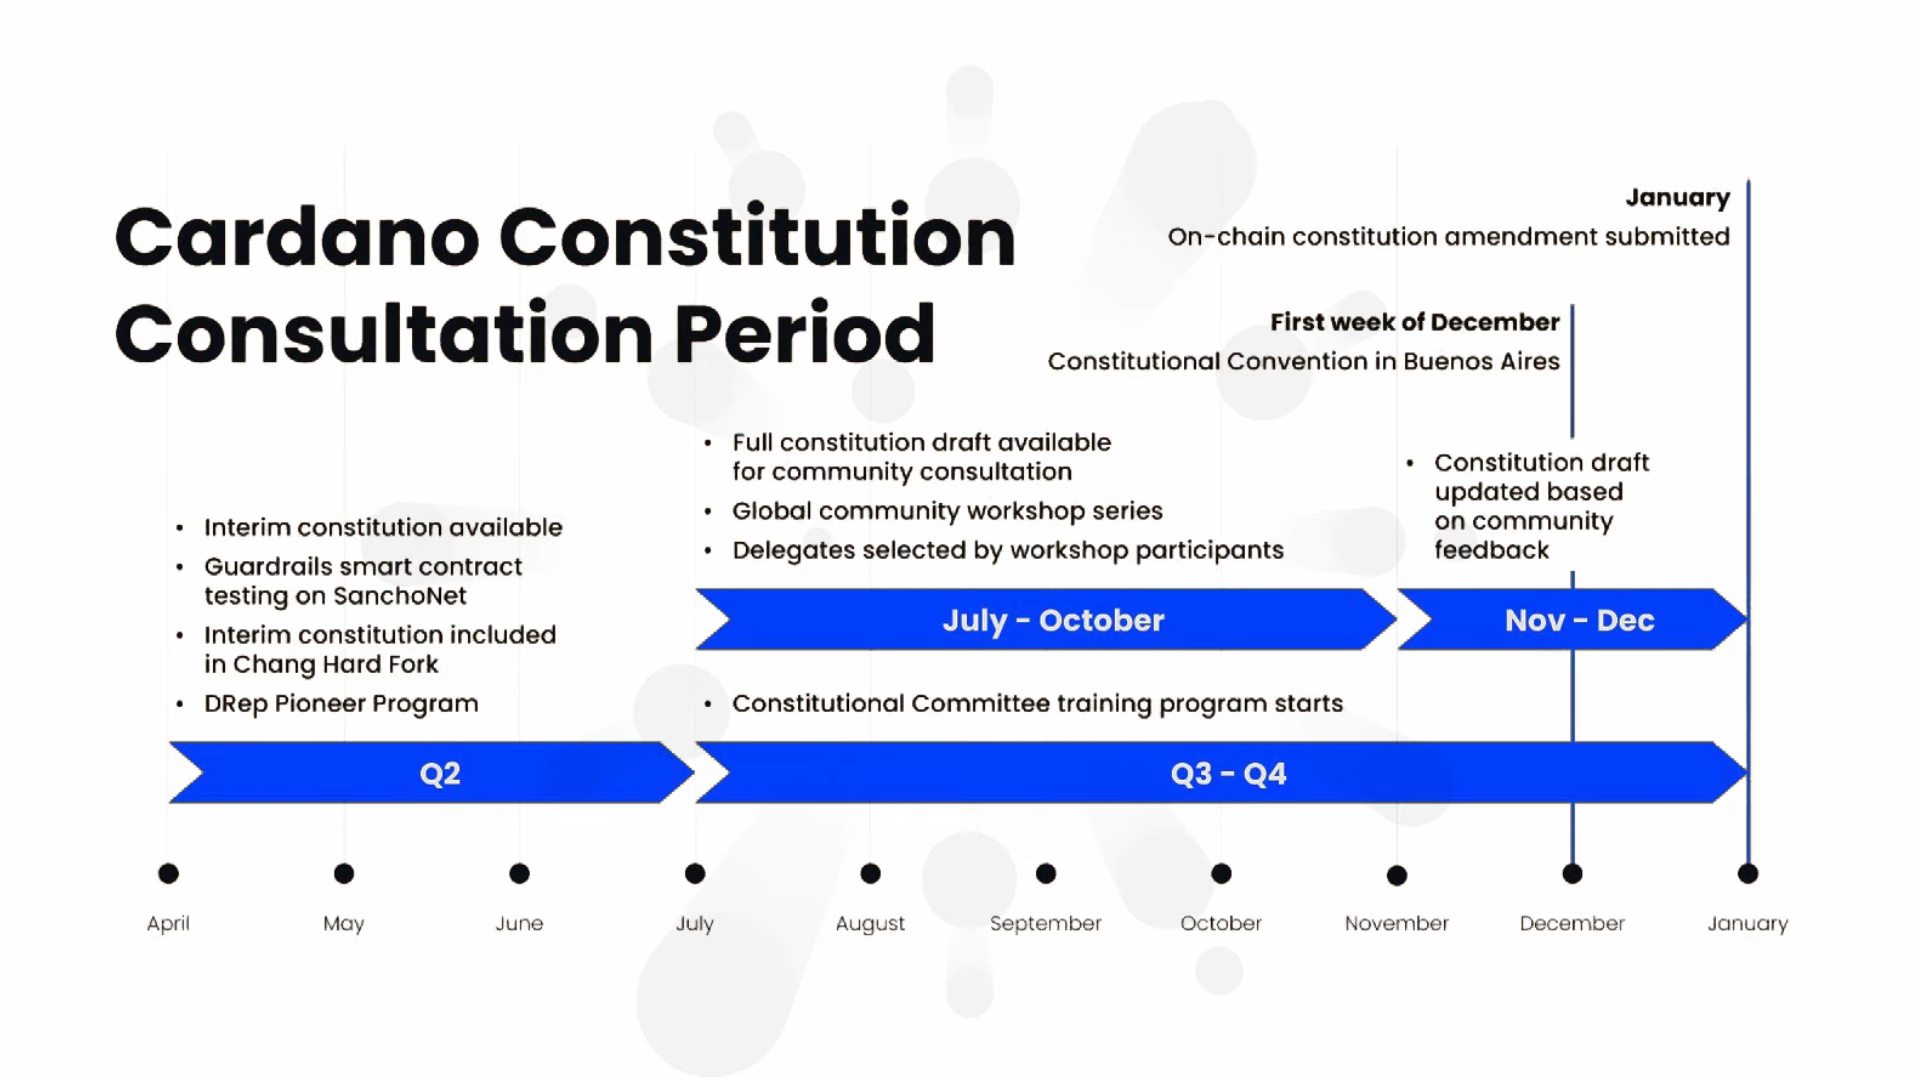 Cardano Constitution
Consultation Period
January
On-chain constitution amendment submitted
First week of December
Constitutional Convention in Buenos Aires
• Interim constitution available
• Guardrails smart contract
testing on SanchoNet
• Interim constitution included
in Chang Hard Fork
• DRep Pioneer Program
• Full constitution draft available
for community consultation
• Global community workshop series
• Delegates selected by workshop participants
• Constitution draft
updated based
on community
feedback
July – October
Nov – Dec
• Constitutional Committee training program starts
Q2
Q3 – Q4
April
May
June
July
August
September
October
November
December
January